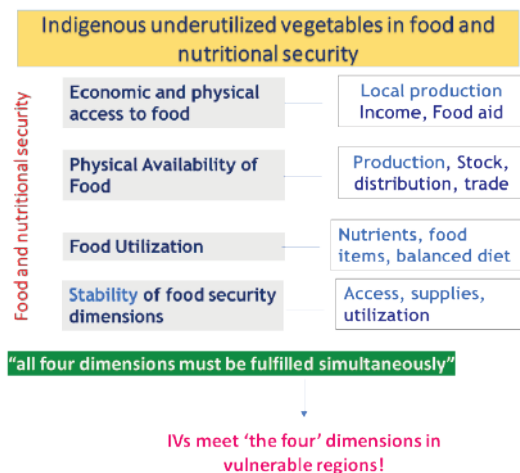 Indigenous underutilized vegetables in food and
nutritional security
Food and nutritional security
Economic and physical
access to food
Local production
Income, Food aid
Physical Availability of
Food
Production, Stock,
distribution, trade
Food Utilization
Nutrients, food
items, balanced diet
Stability of food security
dimensions
Access, supplies,
utilization
“all four dimensions must be fulfilled simultaneously”
IVs meet ‘the four’ dimensions in
vulnerable regions!